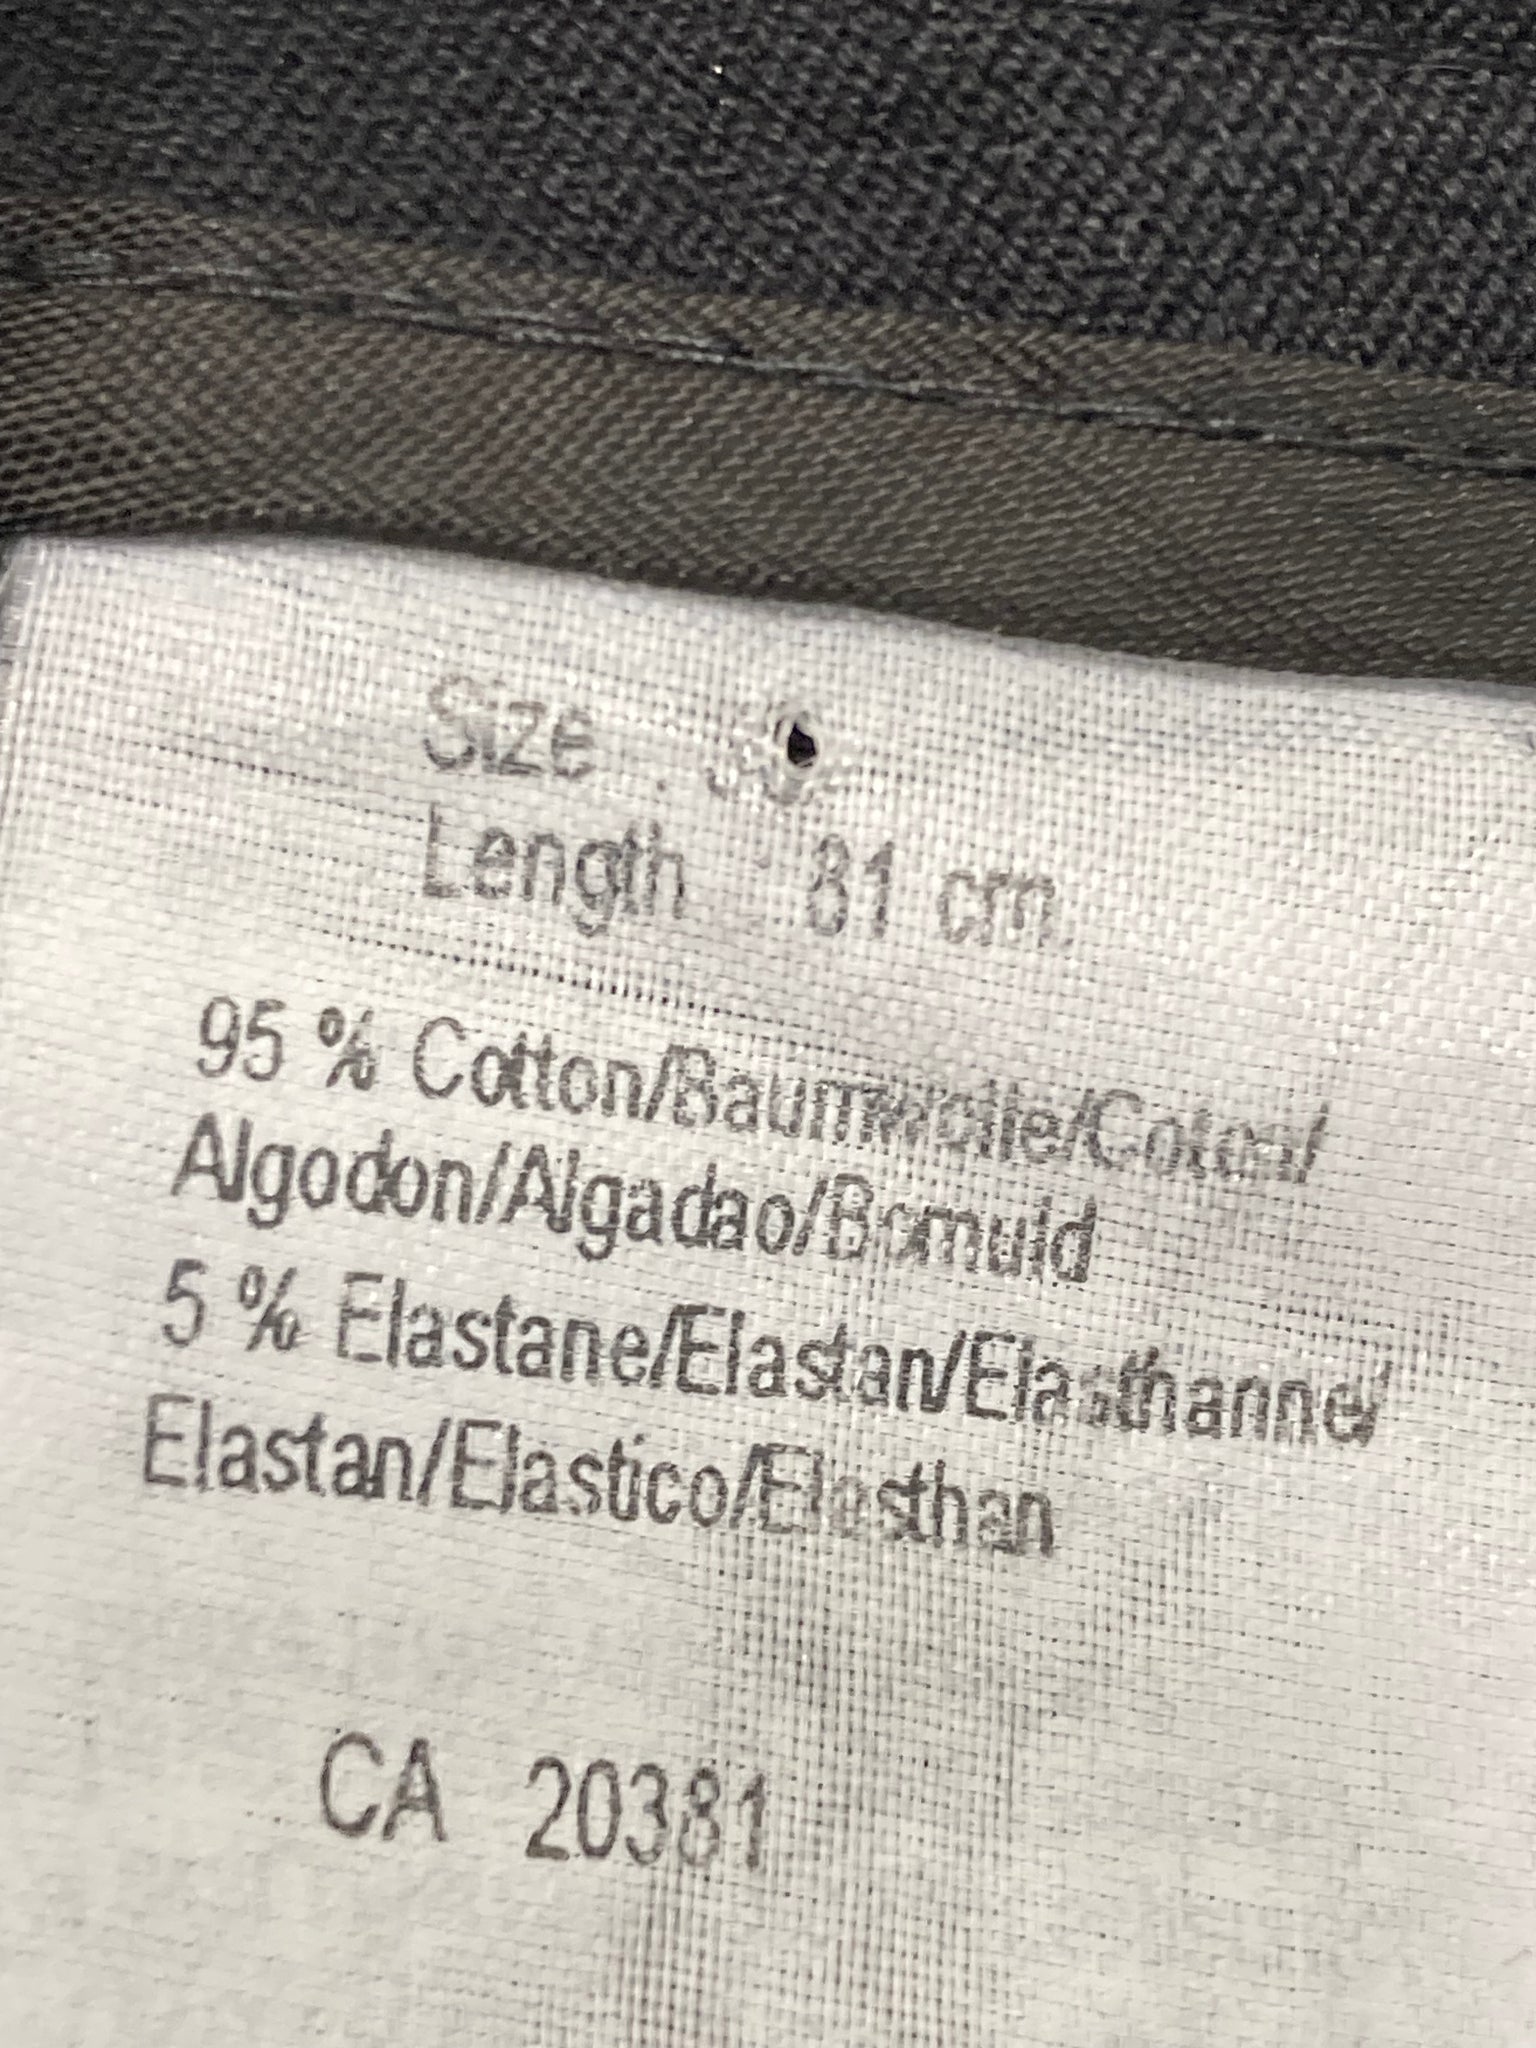 Size :
Length : 81 cm.
95 % Cotton/Baumwolle/Coton/
Algodon/Algadao/Bomuld
5 % Elastane/Elastan/Elasthanne/
Elastan/Elastico/Elasthan
CA 20381